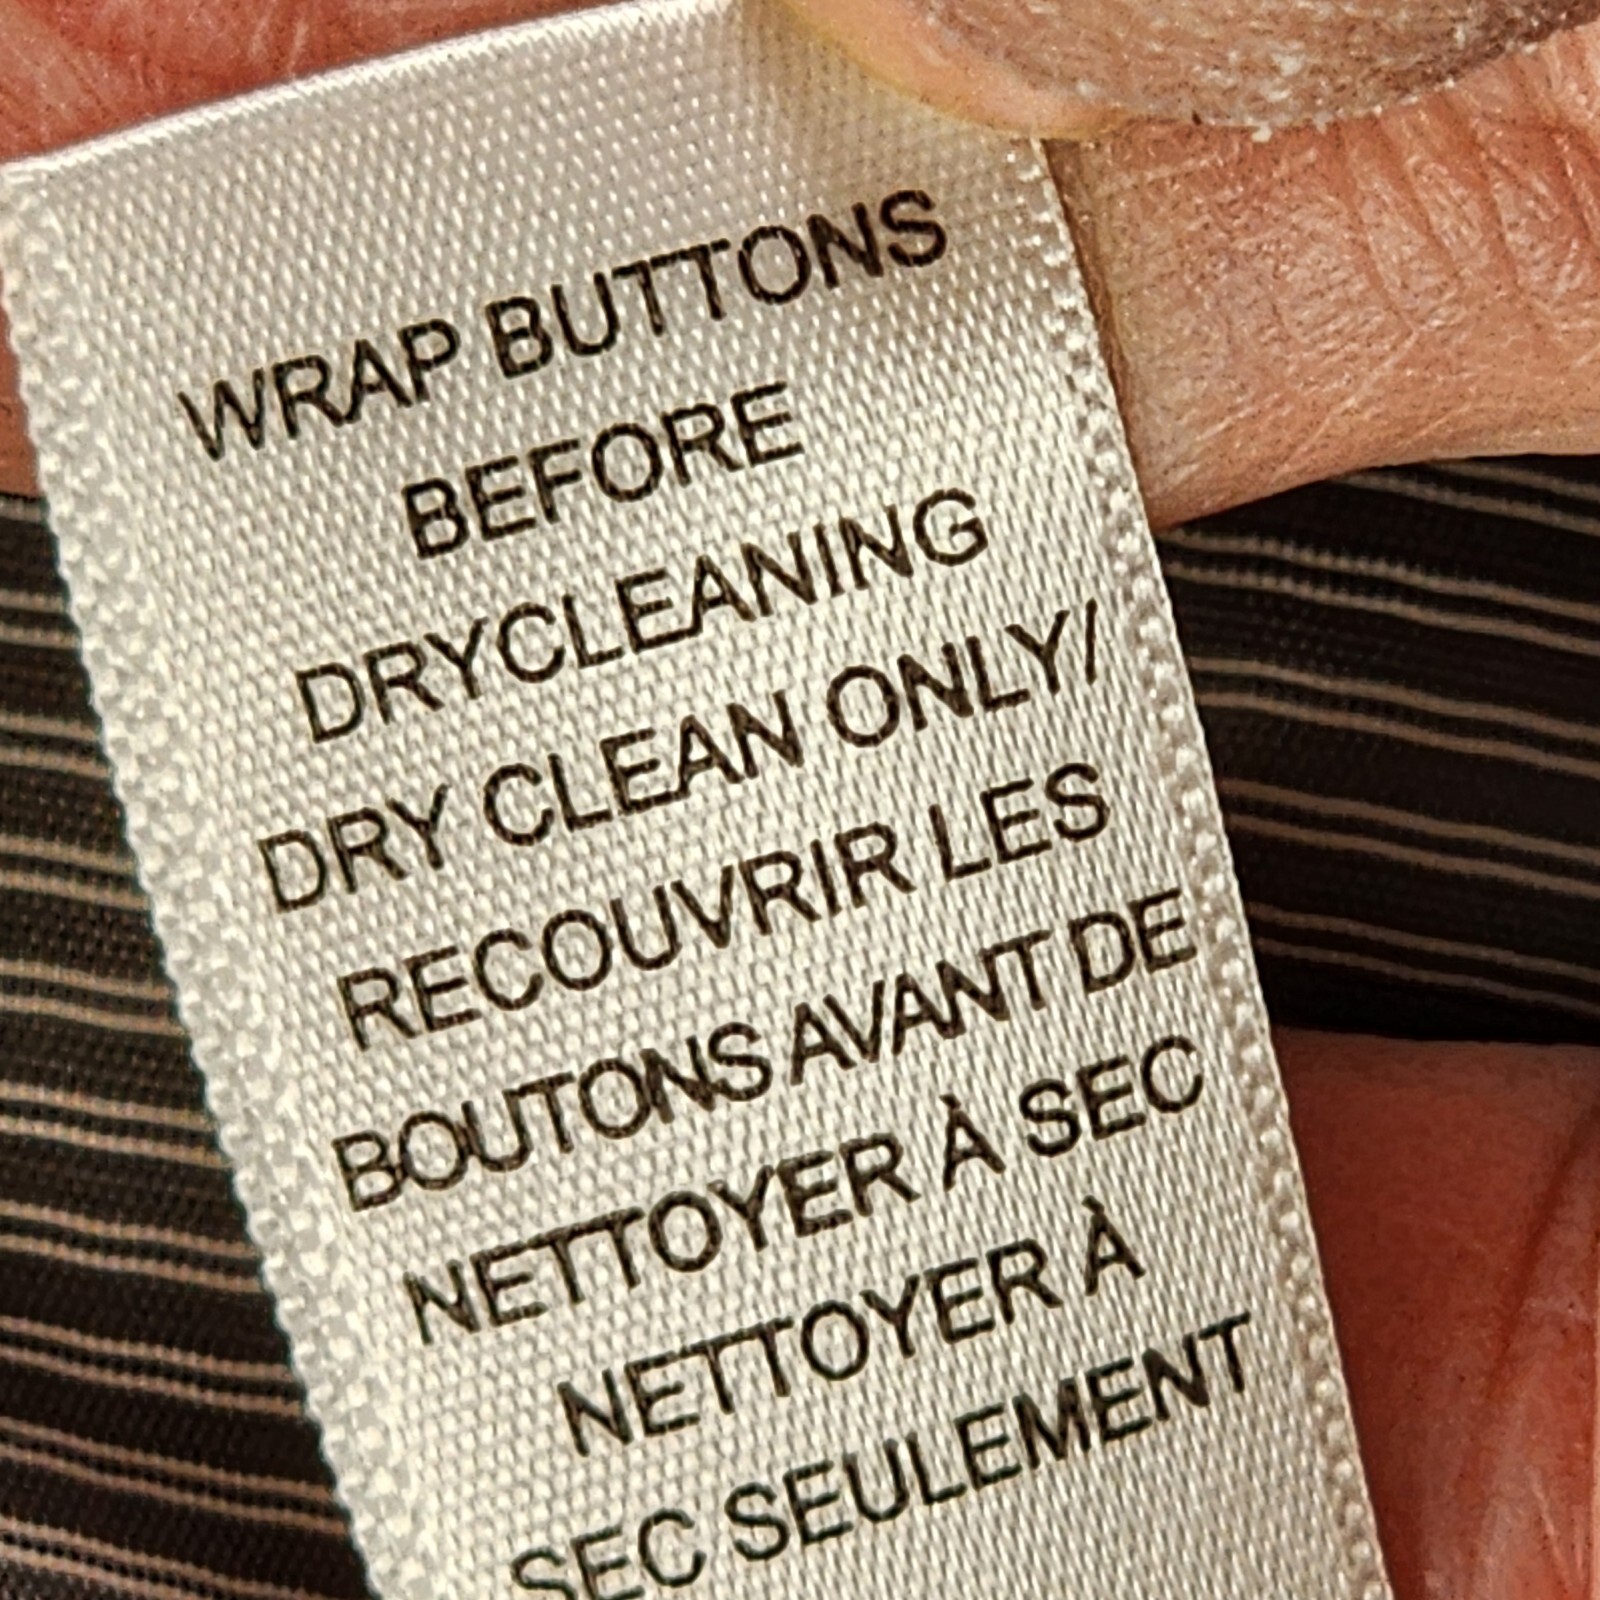 WRAP BUTTONS
BEFORE
DRYCLEANING
DRY CLEAN ONLY/
RECOUVRIR LES
BOUTONS AVANT DE
NETTOYER À SEC
NETTOYER À
SEC SEULEMENT